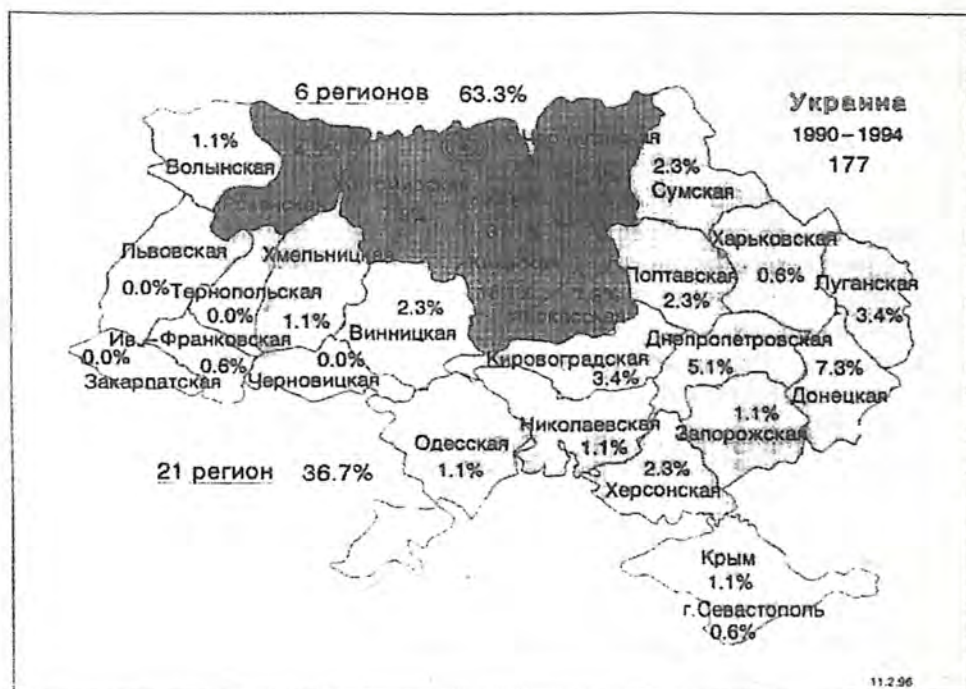 6 регионов 63.3%
Украина
1990–1994
177
1.1%
Волынская
2.3%
Сумская
Житомирская
Ровенская
Львовская
0.0%
Хмельницкая
1.1%
Тернопольская
0.0%
Харьковская
0.6%
Полтавская
2.3%
Луганская
3.4%
2.3%
Винницкая
Ив.–Франковская
0.6%
0.0%
Закарпатская
0.0%
Черновицкая
Кировоградская
3.4%
Днепропетровская
5.1%
7.3%
Донецкая
Николаевская
1.1%
1.1%
Запорожская
Одесская
1.1%
2.3%
Херсонская
21 регион 36.7%
Крым
1.1%
г.Севастополь
0.6%
11.2.96